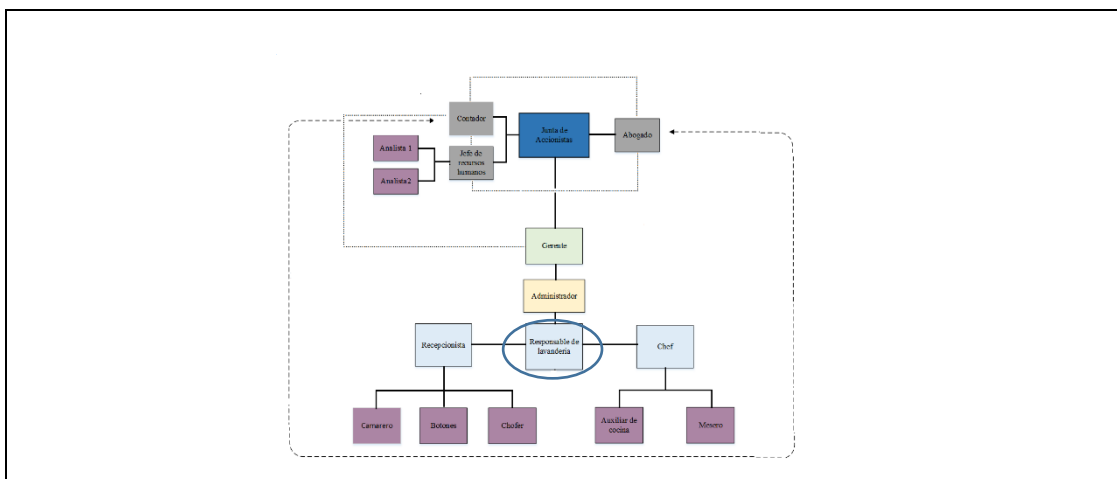 Contador
Junta de
Accionistas
Abogado
Analista 1
Jefe de
recursos
humanos
Analista2
Gerente
Administrador
Recepcionista
Responsable de
lavandería
Chef
Camarero
Botones
Chofer
Auxiliar de
cocina
Mesero